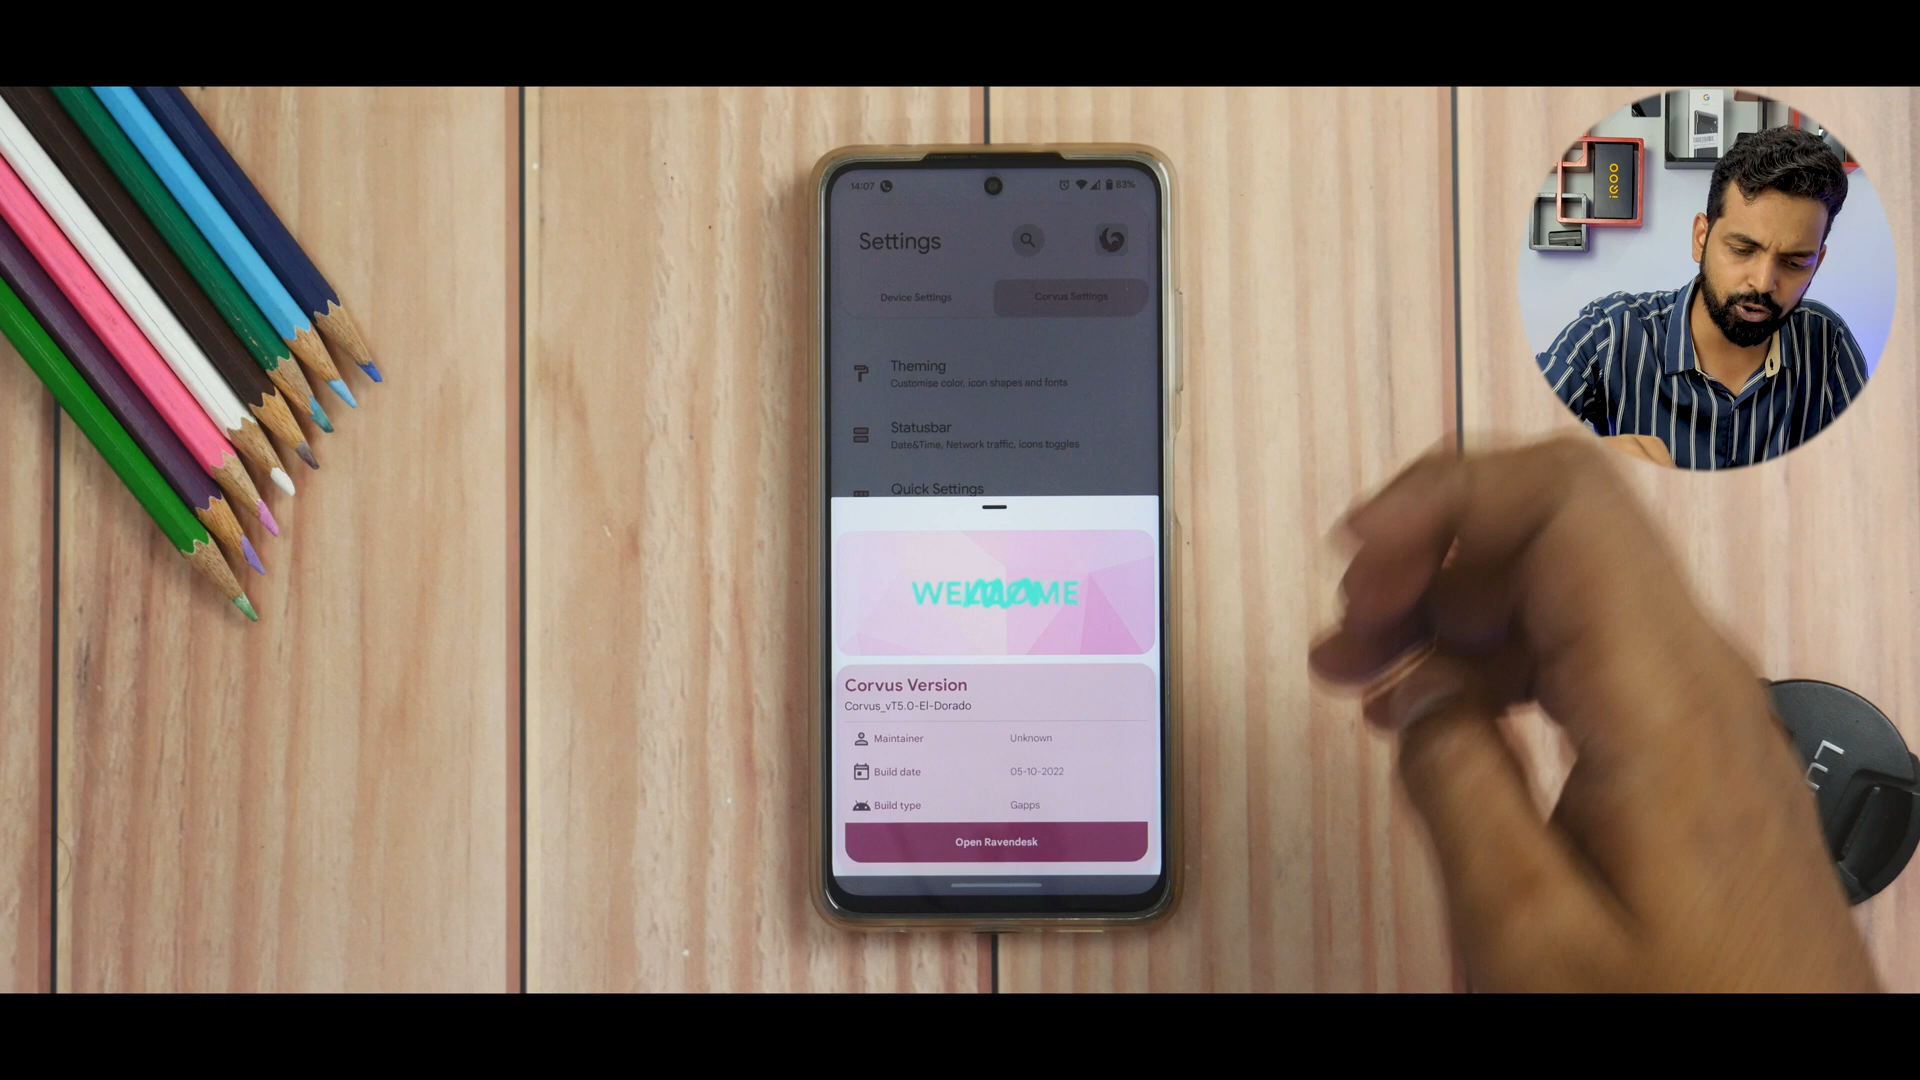 14:07
83%
Settings
Device Settings
Corvus Settings
Theming
Customise color, icon shapes and fonts
Statusbar
Date&Time, Network traffic, icons toggles
Quick Settings
WELCOME
Corvus Version
Corvus_vT5.0-El-Dorado
Maintainer Unknown
Build date 05-10-2022
Build type Gapps
Open Ravendesk
iQOO
G